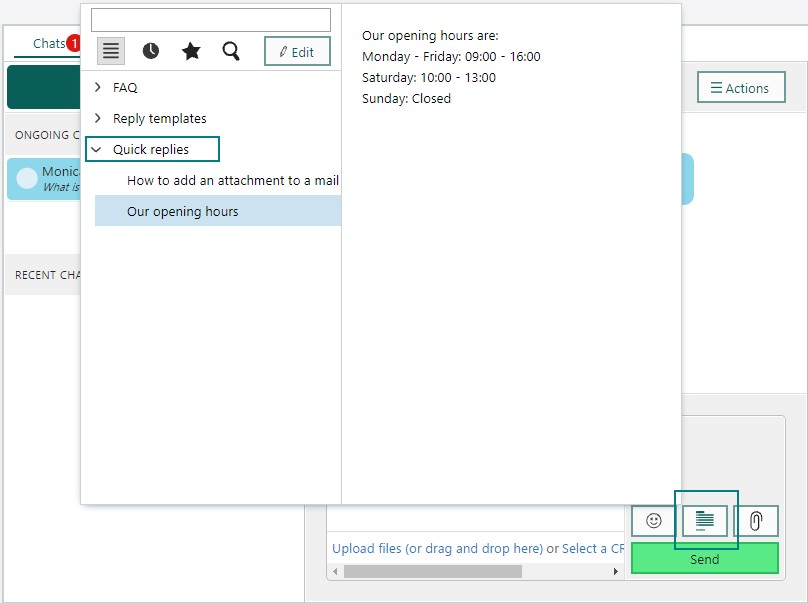 Chats 1
Edit
FAQ
Reply templates
Quick replies
How to add an attachment to a mail
Our opening hours
Our opening hours are:
Monday - Friday: 09:00 - 16:00
Saturday: 10:00 - 13:00
Sunday: Closed
Actions
ONGOING C
Monic
What is
RECENT CHA
Upload files (or drag and drop here) or Select a CR
Send